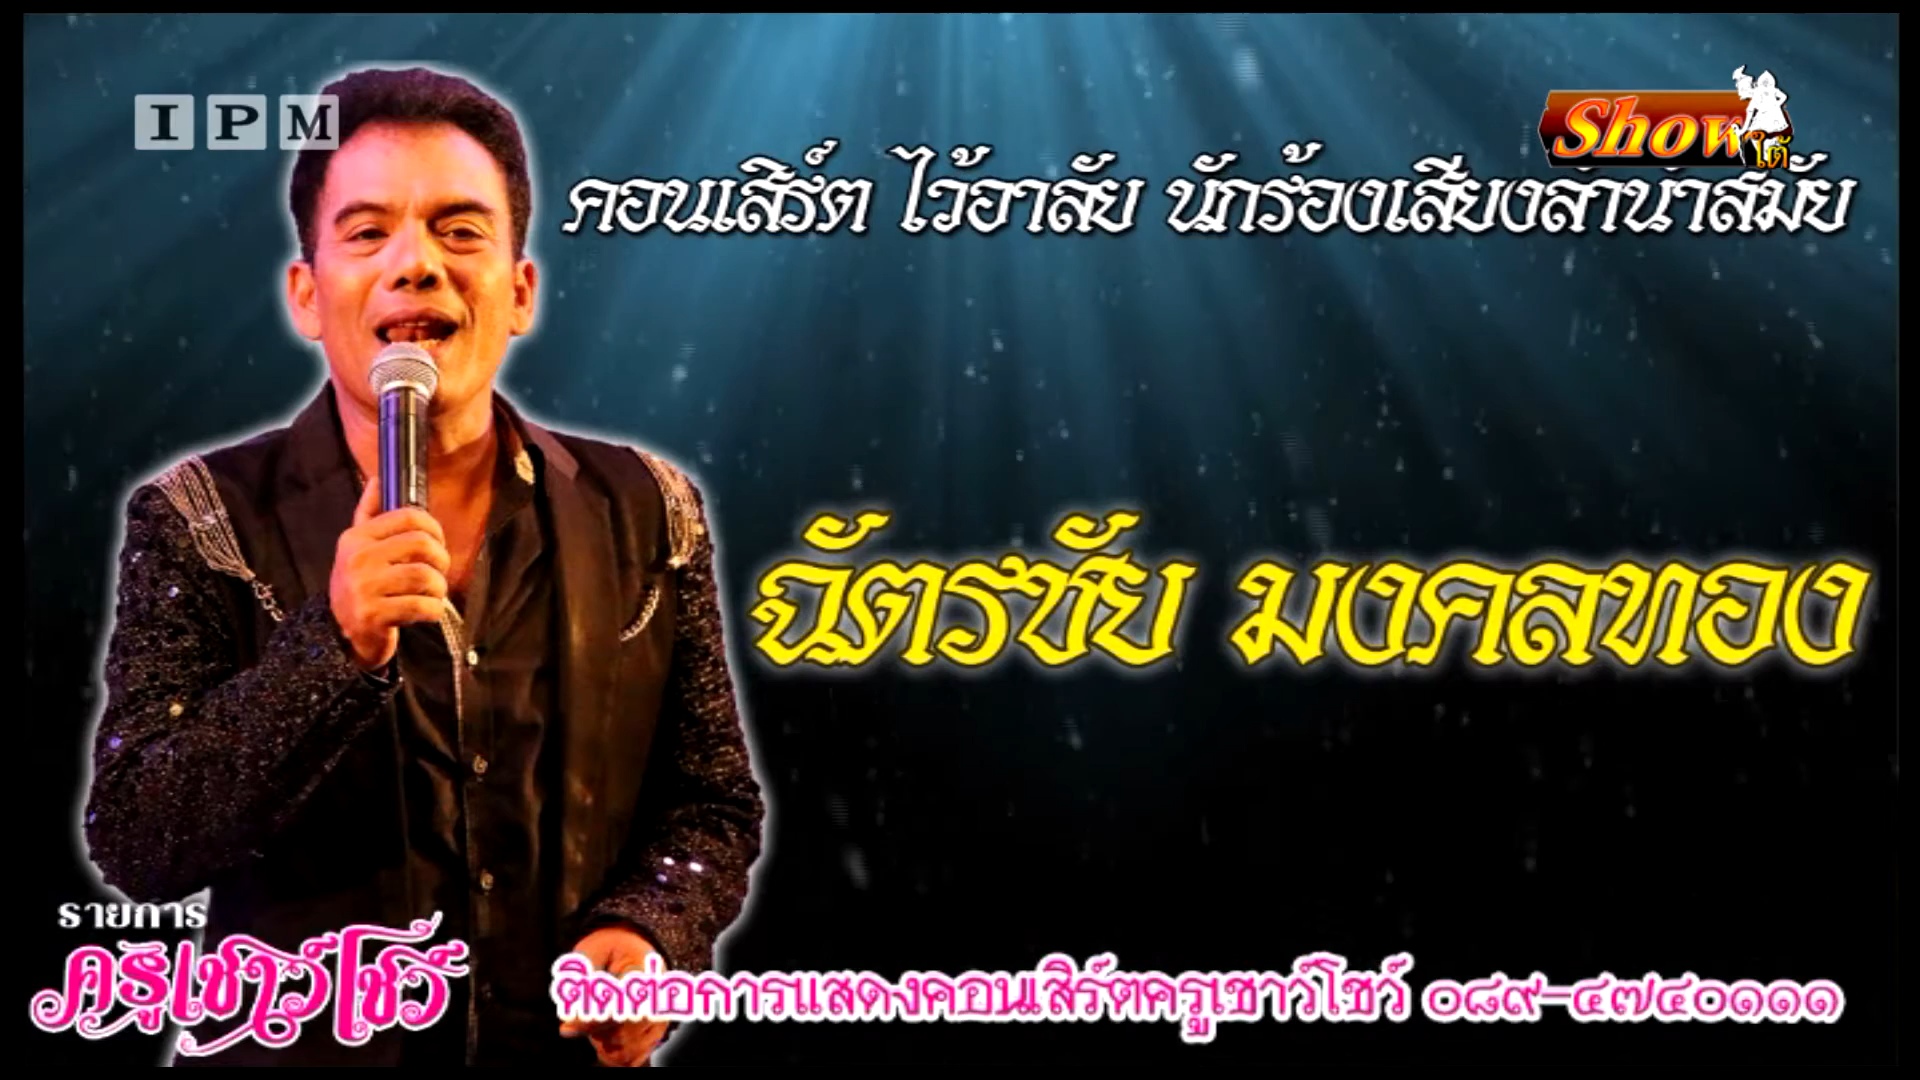 IPM
Show ใต้
คอนเสิร์ต ไว้อาลัย นักร้องเสียงลำนำสมัย
ฉัตรชัย มงคลทอง
รายการ
ครูเชาว์โชว์
ติดต่อการแสดงคอนเสิร์ตครูเชาว์โชว์ ๐๘๙-๔๗๔๐๑๑๑